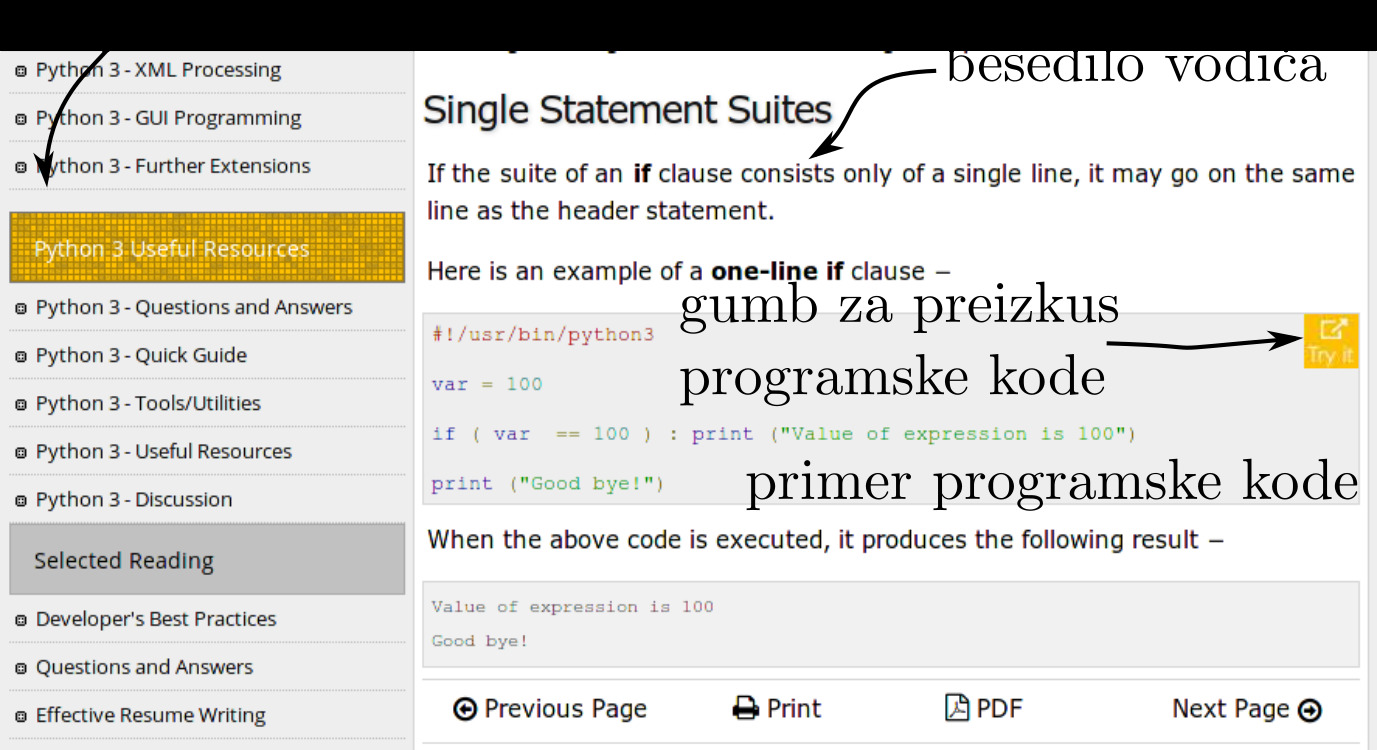 Python 3 - XML Processing
Python 3 - GUI Programming
Python 3 - Further Extensions
Python 3 Useful Resources
Python 3 - Questions and Answers
Python 3 - Quick Guide
Python 3 - Tools/Utilities
Python 3 - Useful Resources
Python 3 - Discussion
Selected Reading
Developer's Best Practices
Questions and Answers
Effective Resume Writing
besedilo vodiča
Single Statement Suites
If the suite of an if clause consists only of a single line, it may go on the same
line as the header statement.
Here is an example of a one-line if clause –
gumb za preizkus
programske kode
Try it
#!/usr/bin/python3
var = 100
if ( var  == 100 ) : print ("Value of expression is 100")
print ("Good bye!")
primer programske kode
When the above code is executed, it produces the following result –
Value of expression is 100
Good bye!
Previous Page
Print
PDF
Next Page